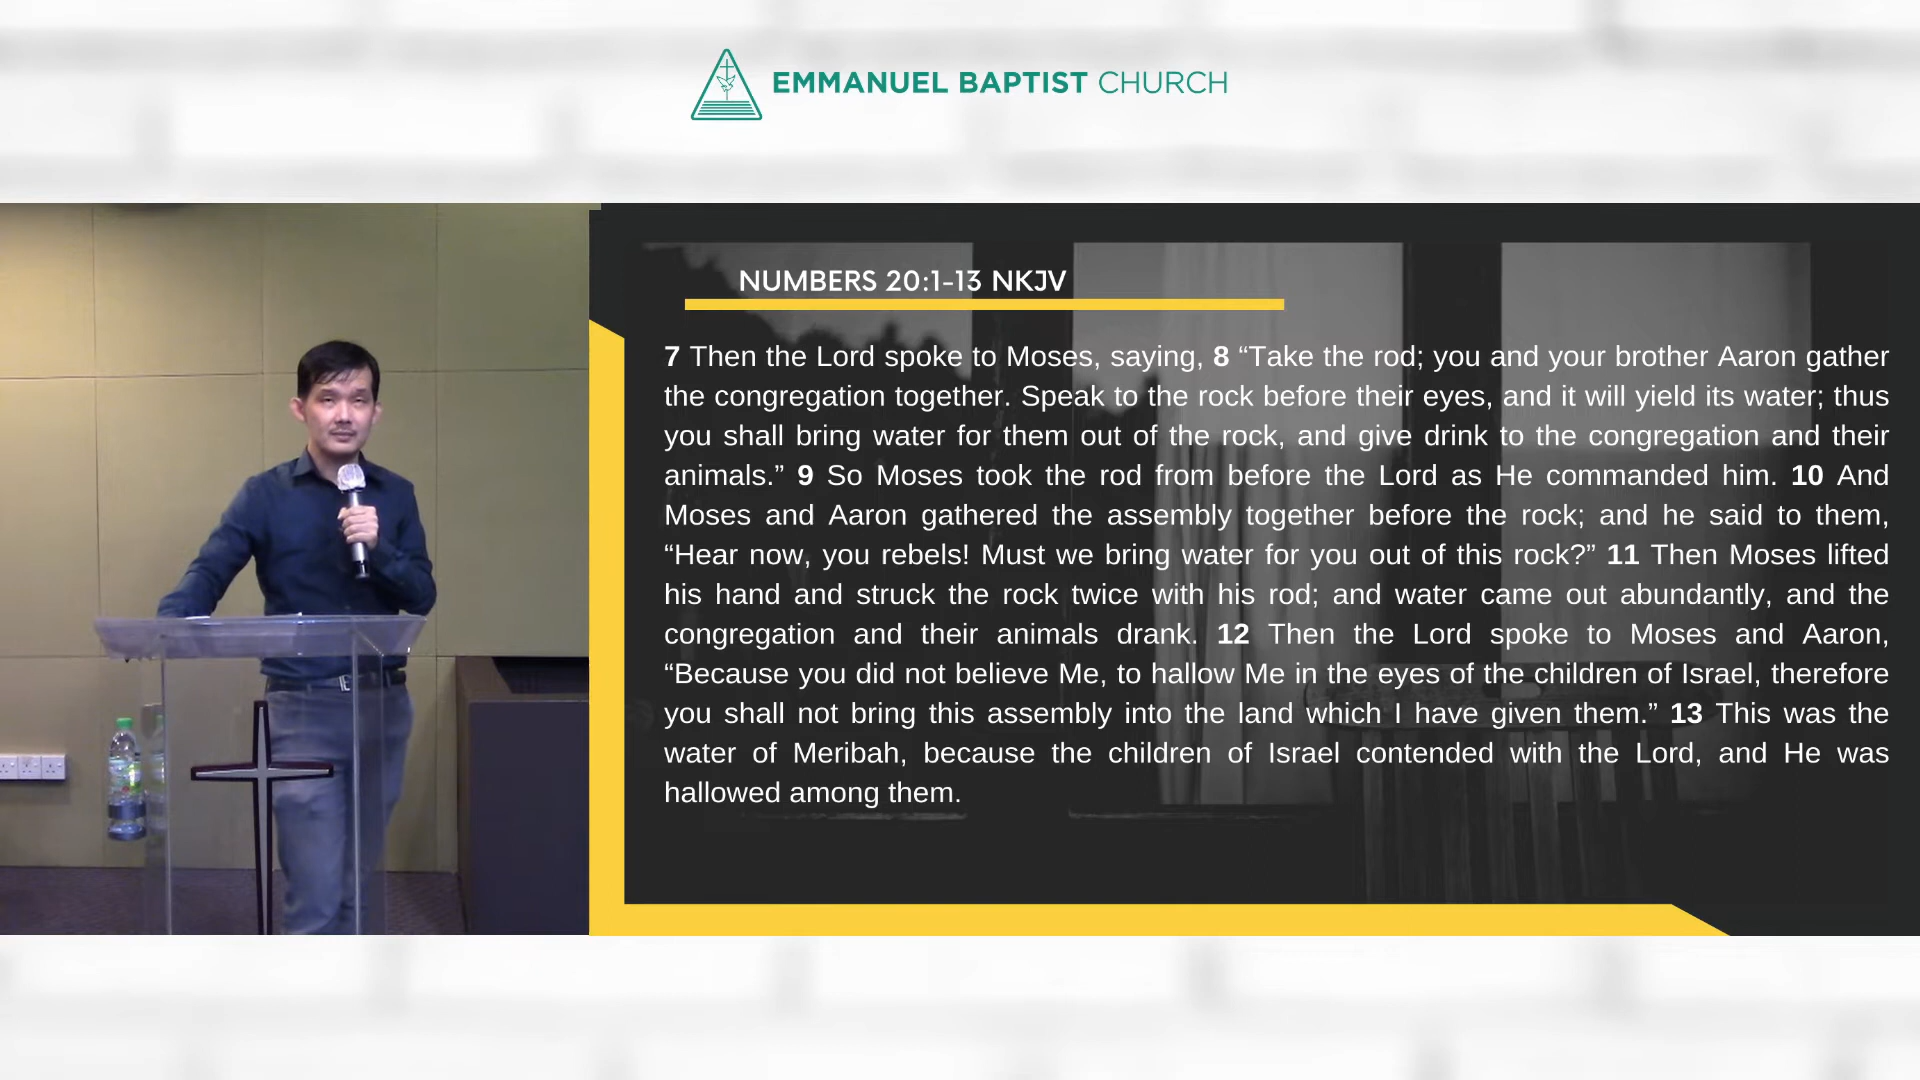 EMMANUEL BAPTIST CHURCH
NUMBERS 20:1-13 NKJV
7 Then the Lord spoke to Moses, saying, 8 “Take the rod; you and your brother Aaron gather
the congregation together. Speak to the rock before their eyes, and it will yield its water; thus
you shall bring water for them out of the rock, and give drink to the congregation and their
animals.” 9 So Moses took the rod from before the Lord as He commanded him. 10 And
Moses and Aaron gathered the assembly together before the rock; and he said to them,
“Hear now, you rebels! Must we bring water for you out of this rock?” 11 Then Moses lifted
his hand and struck the rock twice with his rod; and water came out abundantly, and the
congregation and their animals drank. 12 Then the Lord spoke to Moses and Aaron,
“Because you did not believe Me, to hallow Me in the eyes of the children of Israel, therefore
you shall not bring this assembly into the land which I have given them.” 13 This was the
water of Meribah, because the children of Israel contended with the Lord, and He was
hallowed among them.